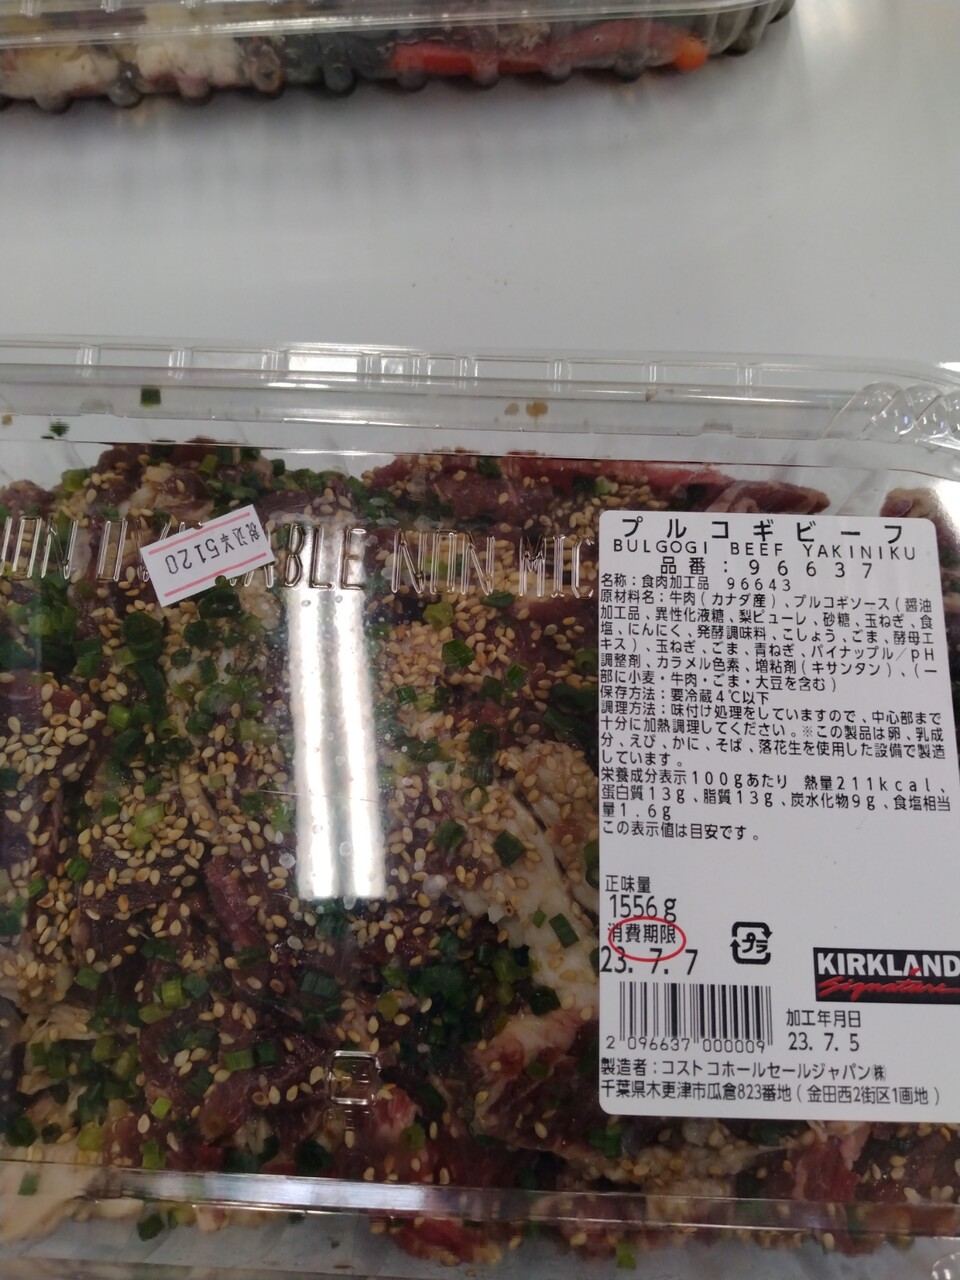 税込¥5120
NON MIC
プルコギビーフ
BULGOGI BEEF YAKINIKU
品番:96637
名称:食肉加工品 96643
原材料名:牛肉(カナダ産)、プルコギソース(醤油
加工品、異性化液糖、梨ピューレ、砂糖、玉ねぎ、食
塩、にんにく、発酵調味料、こしょう、ごま、酵母エ
キス)、玉ねぎ、ごま、青ねぎ、パイナップル/pH
調整剤、カラメル色素、増粘剤(キサンタン)、(一
部に小麦・牛肉・ごま・大豆を含む)
保存方法:要冷蔵4℃以下
調理方法:味付け処理をしていますので、中心部まで
十分に加熱調理してください。※この製品は卵、乳成
分、えび、かに、そば、落花生を使用した設備で製造
しています。
栄養成分表示100gあたり 熱量211kcal、
蛋白質13g、脂質13g、炭水化物9g、食塩相当
量1.6g
この表示値は目安です。
正味量
1556g
消費期限
23.7.7
プラ
KIRKLAND
Signature
加工年月日
23.7.5
2 096637 000009
製造者:コストコホールセールジャパン㈱
千葉県木更津市瓜倉823番地(金田西2街区1画地)